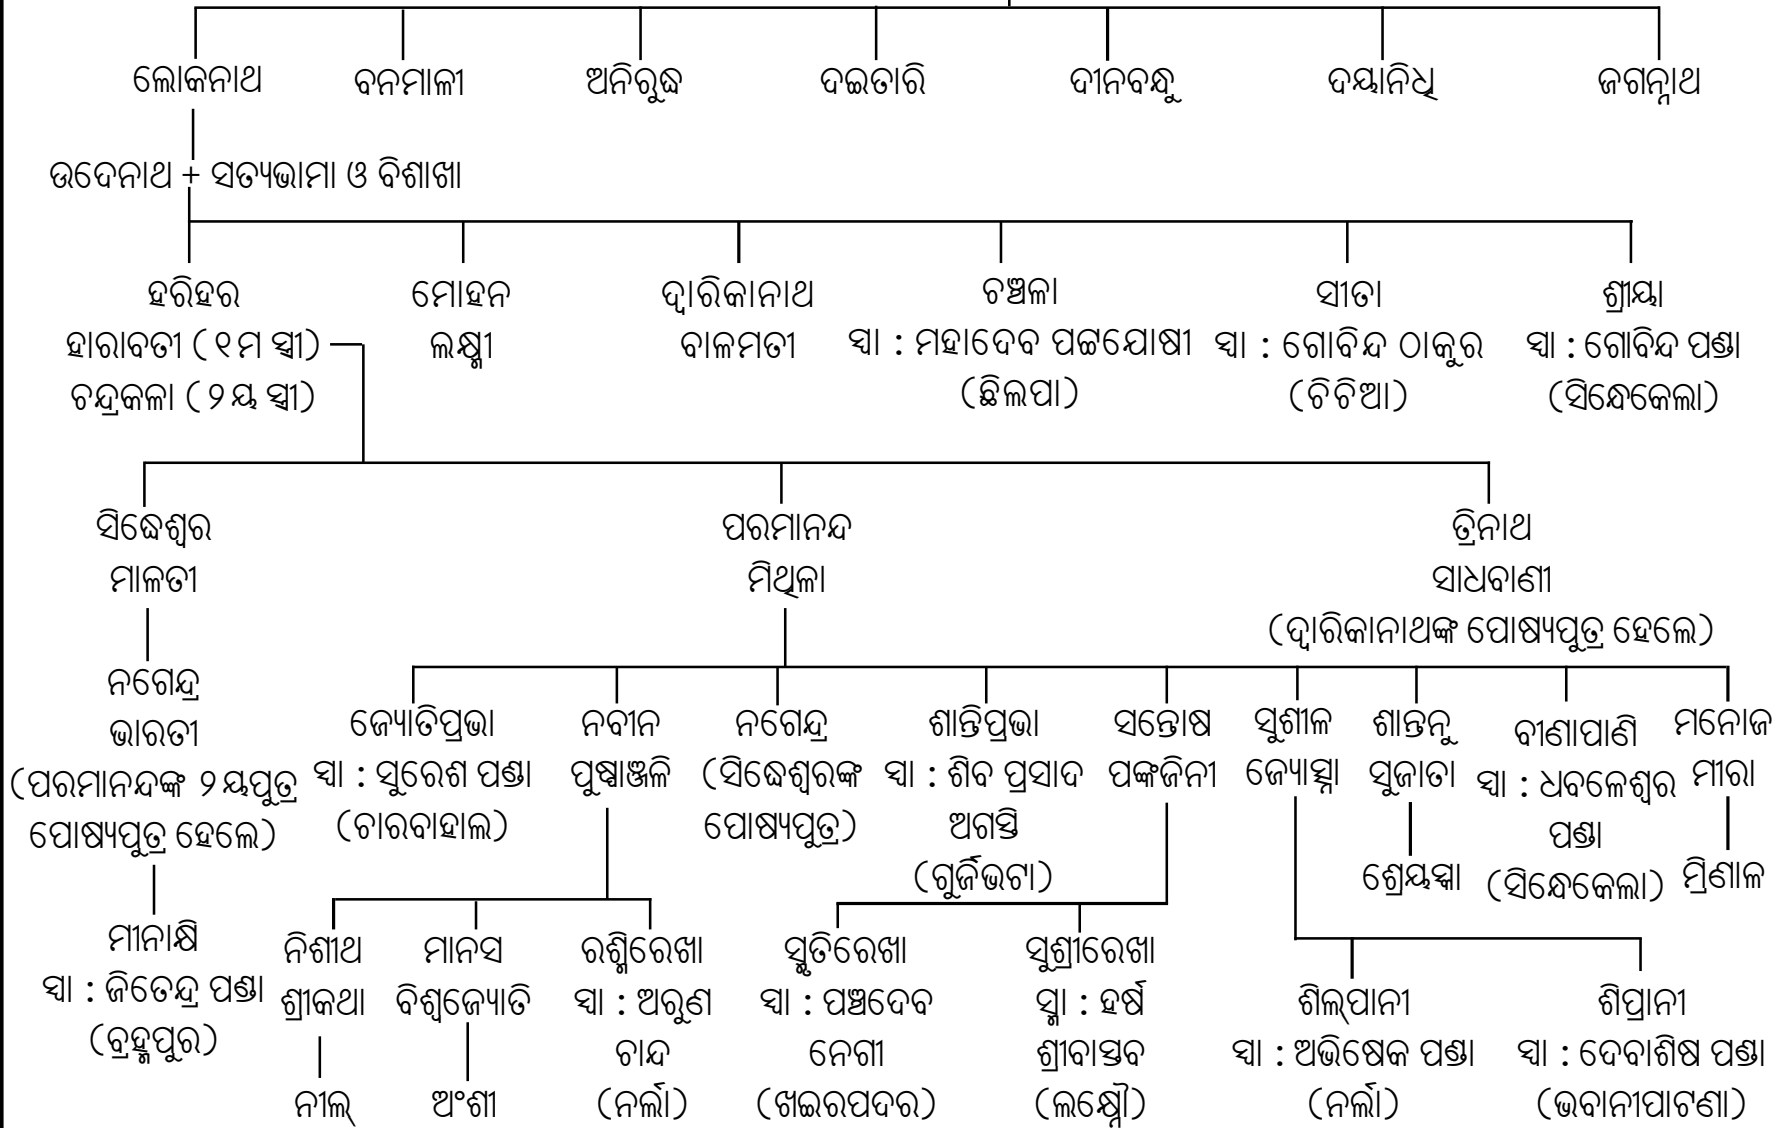 ଲୋକନାଥ ବନମାଳୀ ଅନିରୁଦ୍ଧ ଦଇତାରି ଦୀନବନ୍ଧୁ ଦୟାନିଧି ଜଗନ୍ନାଥ
ଉଦେନାଥ + ସତ୍ୟଭାମା ଓ ବିଶାଖା
ହରିହର
ହାରାବତୀ (୧ମ ସ୍ତ୍ରୀ)
ଚନ୍ଦ୍ରକଳା (୨ୟ ସ୍ତ୍ରୀ)
ମୋହନ
ଲକ୍ଷ୍ମୀ
ଦ୍ୱାରିକାନାଥ
ବାଳମତୀ
ଚଞ୍ଚଳା
ସ୍ୱା : ମହାଦେବ ପଟ୍ଟଯୋଷୀ
(ଛିଲପା)
ସୀତା
ସ୍ୱା : ଗୋବିନ୍ଦ ଠାକୁର
(ଚିଚିଆ)
ଶ୍ରୀୟା
ସ୍ୱା : ଗୋବିନ୍ଦ ପଣ୍ଡା
(ସିନ୍ଧେକେଲା)
ସିଦ୍ଧେଶ୍ୱର
ମାଳତୀ
ପରମାନନ୍ଦ
ମିଥିଳା
ତ୍ରିନାଥ
ସାଧବାଣୀ
(ଦ୍ୱାରିକାନାଥଙ୍କ ପୋଷ୍ୟପୁତ୍ର ହେଲେ)
ନଗେନ୍ଦ୍ର
ଭାରତୀ
(ପରମାନନ୍ଦଙ୍କ ୨ୟପୁତ୍ର
ପୋଷ୍ୟପୁତ୍ର ହେଲେ)
ଜ୍ୟୋତିପ୍ରଭା
ସ୍ୱା : ସୁରେଶ ପଣ୍ଡା
(ଚାରବାହାଲ)
ନବୀନ
ପୁଷ୍ପାଞ୍ଜଳି
ନଗେନ୍ଦ୍ର
(ସିଦ୍ଧେଶ୍ୱରଙ୍କ
ପୋଷ୍ୟପୁତ୍ର)
ଶାନ୍ତିପ୍ରଭା
ସ୍ୱା : ଶିବ ପ୍ରସାଦ
ଅଗସ୍ତି
(ଗୁର୍ଜିଭଟା)
ସନ୍ତୋଷ
ପଙ୍କଜିନୀ
ସୁଶୀଳ
ଜ୍ୟୋତ୍ସ୍ନା
ଶାନ୍ତନୁ
ସୁଜାତା
ଶ୍ରେୟସ୍କା
ବୀଣାପାଣି
ସ୍ୱା : ଧବଳେଶ୍ୱର
ପଣ୍ଡା
(ସିନ୍ଧେକେଲା)
ମନୋଜ
ମୀରା
ମ୍ରିଣାଳ
ମୀନାକ୍ଷି
ସ୍ୱା : ଜିତେନ୍ଦ୍ର ପଣ୍ଡା
(ବ୍ରହ୍ମପୁର)
ନିଶୀଥ
ଶ୍ରୀକଥା
ନୀଲ୍
ମାନସ
ବିଶ୍ୱଜ୍ୟୋତି
ଅଂଶୀ
ରଶ୍ମିରେଖା
ସ୍ୱା : ଅରୁଣ
ଚାନ୍ଦ
(ନର୍ଲା)
ସ୍ମୃତିରେଖା
ସ୍ୱା : ପଞ୍ଚଦେବ
ନେଗୀ
(ଖଇରପଦର)
ସୁଶ୍ରୀରେଖା
ସ୍ମା : ହର୍ଷ
ଶ୍ରୀବାସ୍ତବ
(ଲକ୍ଷ୍ନୌ)
ଶିଲ୍ପାନୀ
ସ୍ୱା : ଅଭିଷେକ ପଣ୍ଡା
(ନର୍ଲା)
ଶିପ୍ରାନୀ
ସ୍ୱା : ଦେବାଶିଷ ପଣ୍ଡା
(ଭବାନୀପାଟଣା)